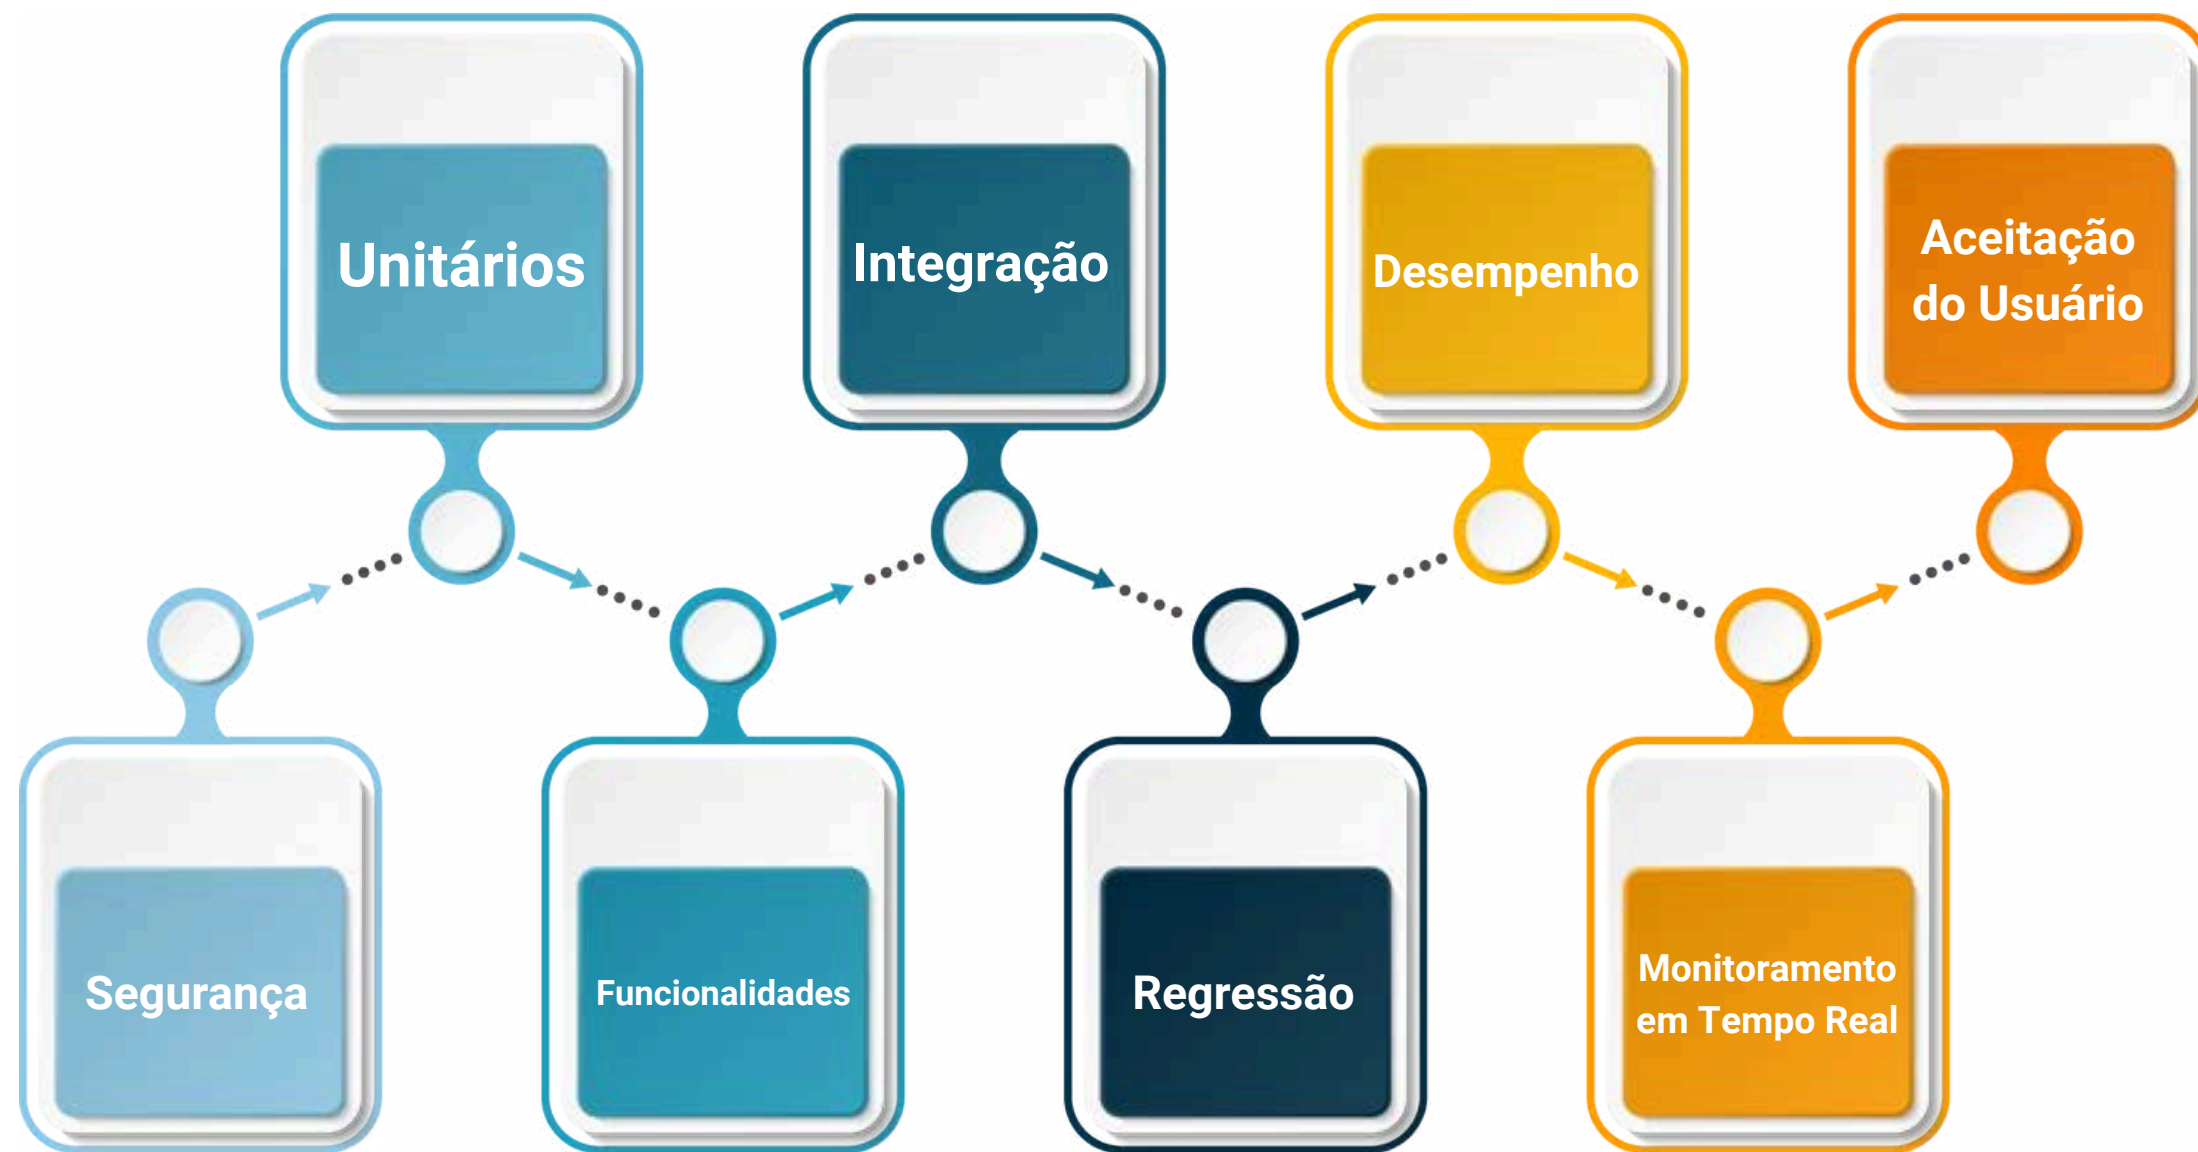 Unitários
Integração
Desempenho
Aceitação
do Usuário
Segurança
Funcionalidades
Regressão
Monitoramento
em Tempo Real